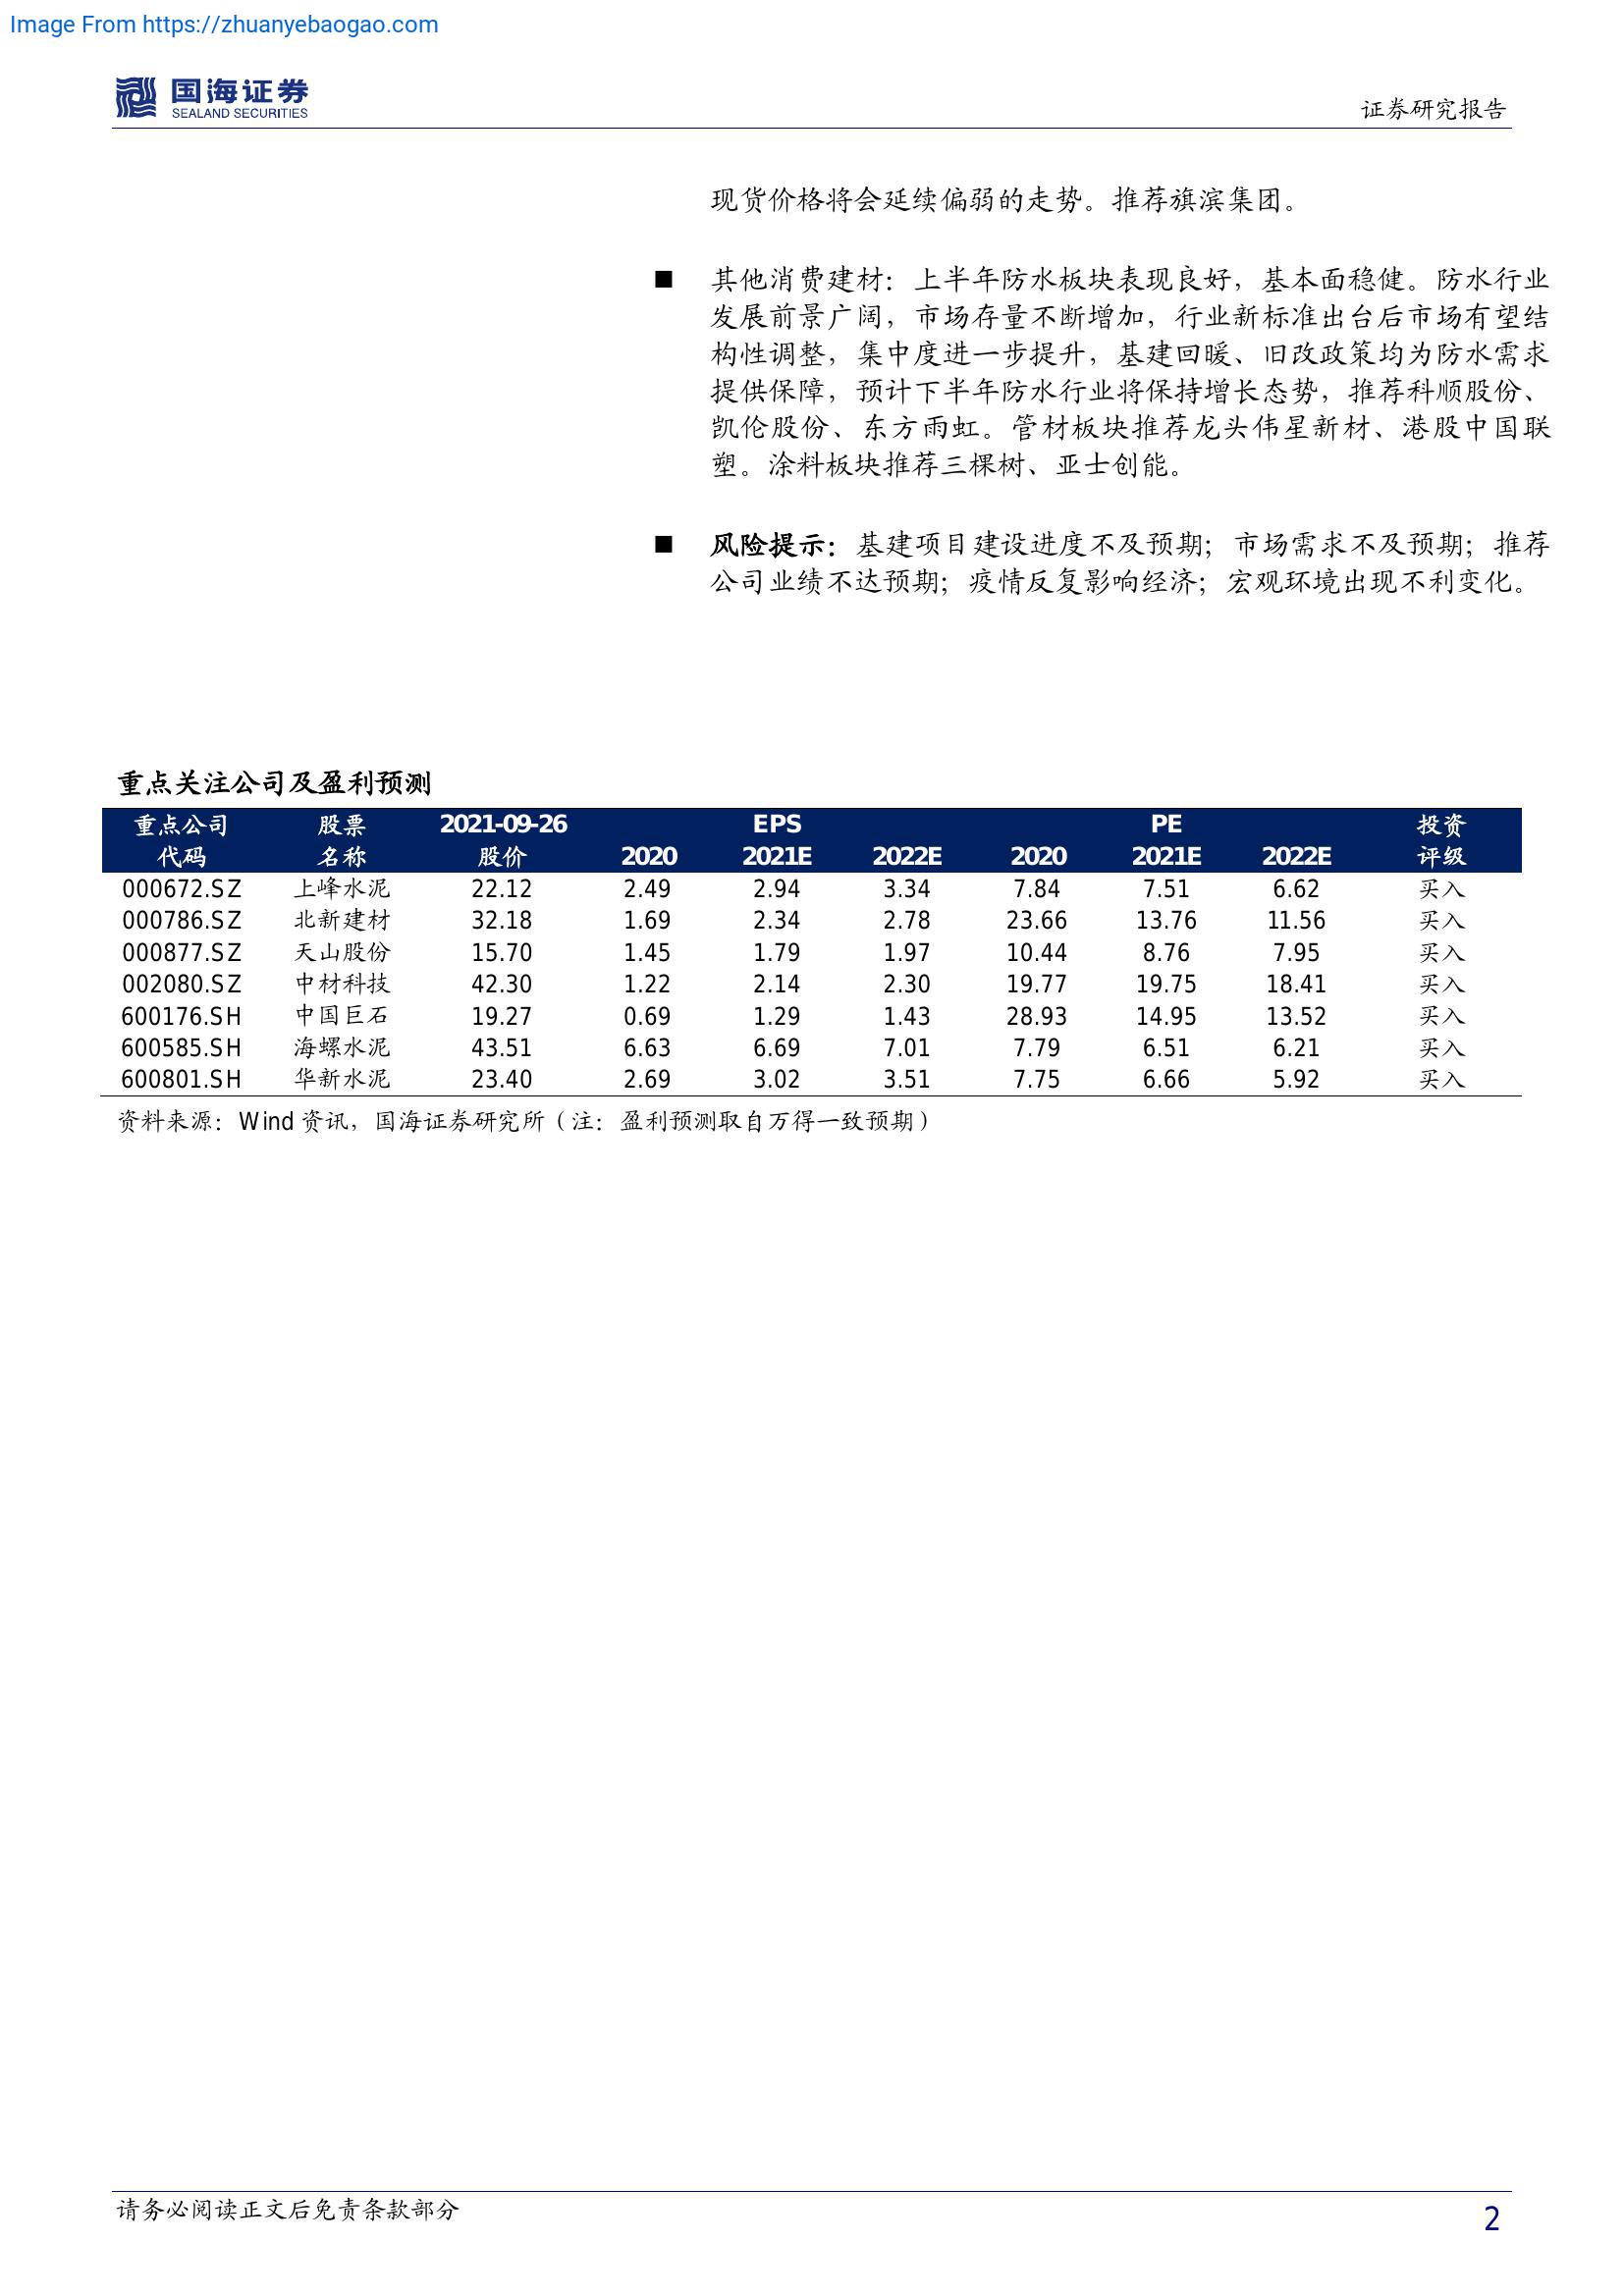 Image From https://zhuanyebaogao.com
国海证券
SEALAND SECURITIES
证券研究报告
现货价格将会延续偏弱的走势。推荐旗滨集团。
■ 其他消费建材：上半年防水板块表现良好，基本面稳健。防水行业
发展前景广阔，市场存量不断增加，行业新标准出台后市场有望结
构性调整，集中度进一步提升，基建回暖、旧改政策均为防水需求
提供保障，预计下半年防水行业将保持增长态势，推荐科顺股份、
凯伦股份、东方雨虹。管材板块推荐龙头伟星新材、港股中国联
塑。涂料板块推荐三棵树、亚士创能。
■ 风险提示：基建项目建设进度不及预期；市场需求不及预期；推荐
公司业绩不达预期；疫情反复影响经济；宏观环境出现不利变化。
重点关注公司及盈利预测
重点公司 股票 2021-09-26 EPS PE 投资
代码 名称 股价 2020 2021E 2022E 2020 2021E 2022E 评级
000672.SZ 上峰水泥 22.12 2.49 2.94 3.34 7.84 7.51 6.62 买入
000786.SZ 北新建材 32.18 1.69 2.34 2.78 23.66 13.76 11.56 买入
000877.SZ 天山股份 15.70 1.45 1.79 1.97 10.44 8.76 7.95 买入
002080.SZ 中材科技 42.30 1.22 2.14 2.30 19.77 19.75 18.41 买入
600176.SH 中国巨石 19.27 0.69 1.29 1.43 28.93 14.95 13.52 买入
600585.SH 海螺水泥 43.51 6.63 6.69 7.01 7.79 6.51 6.21 买入
600801.SH 华新水泥 23.40 2.69 3.02 3.51 7.75 6.66 5.92 买入
资料来源：Wind 资讯，国海证券研究所（注：盈利预测取自万得一致预期）
请务必阅读正文后免责条款部分
2